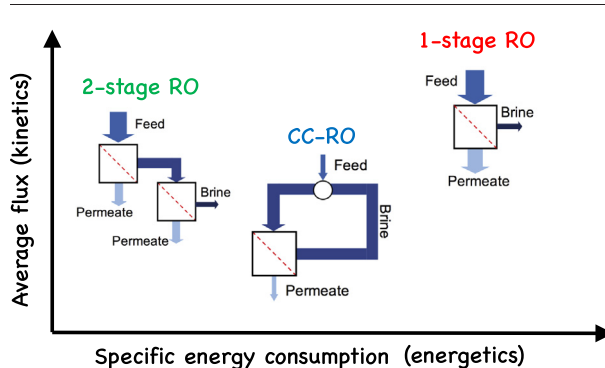 1-stage RO
Feed
Brine
Permeate
2-stage RO
Feed
Brine
Permeate
Permeate
CC-RO
Feed
Brine
Permeate
Average flux (kinetics)
Specific energy consumption (energetics)